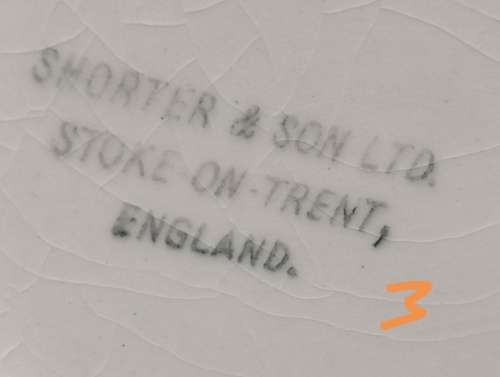 SHORTER & SON LTD.
STOKE-ON-TRENT,
ENGLAND.
3